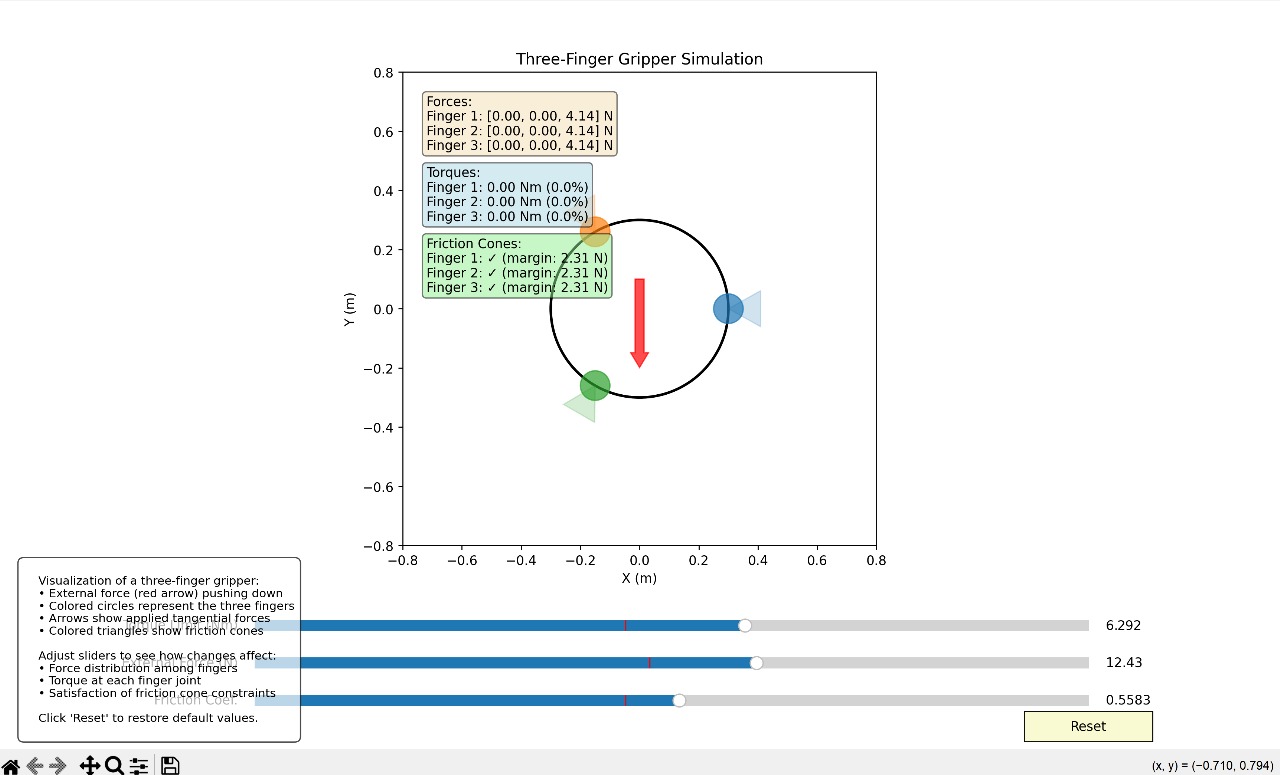 Three-Finger Gripper Simulation
0.8
0.6
0.4
0.2
0.0
−0.2
−0.4
−0.6
−0.8
Y (m)
Forces:
Finger 1: [0.00, 0.00, 4.14] N
Finger 2: [0.00, 0.00, 4.14] N
Finger 3: [0.00, 0.00, 4.14] N
Torques:
Finger 1: 0.00 Nm (0.0%)
Finger 2: 0.00 Nm (0.0%)
Finger 3: 0.00 Nm (0.0%)
Friction Cones:
Finger 1: ✓ (margin: 2.31 N)
Finger 2: ✓ (margin: 2.31 N)
Finger 3: ✓ (margin: 2.31 N)
−0.8 −0.6 −0.4 −0.2 0.0 0.2 0.4 0.6 0.8
X (m)
Visualization of a three-finger gripper:
• External force (red arrow) pushing down
• Colored circles represent the three fingers
• Arrows show applied tangential forces
• Colored triangles show friction cones
Adjust sliders to see how changes affect:
• Force distribution among fingers
• Torque at each finger joint
• Satisfaction of friction cone constraints
Click 'Reset' to restore default values.
6.292
12.43
Friction Coef.
0.5583
Reset
(x, y) = (−0.710, 0.794)